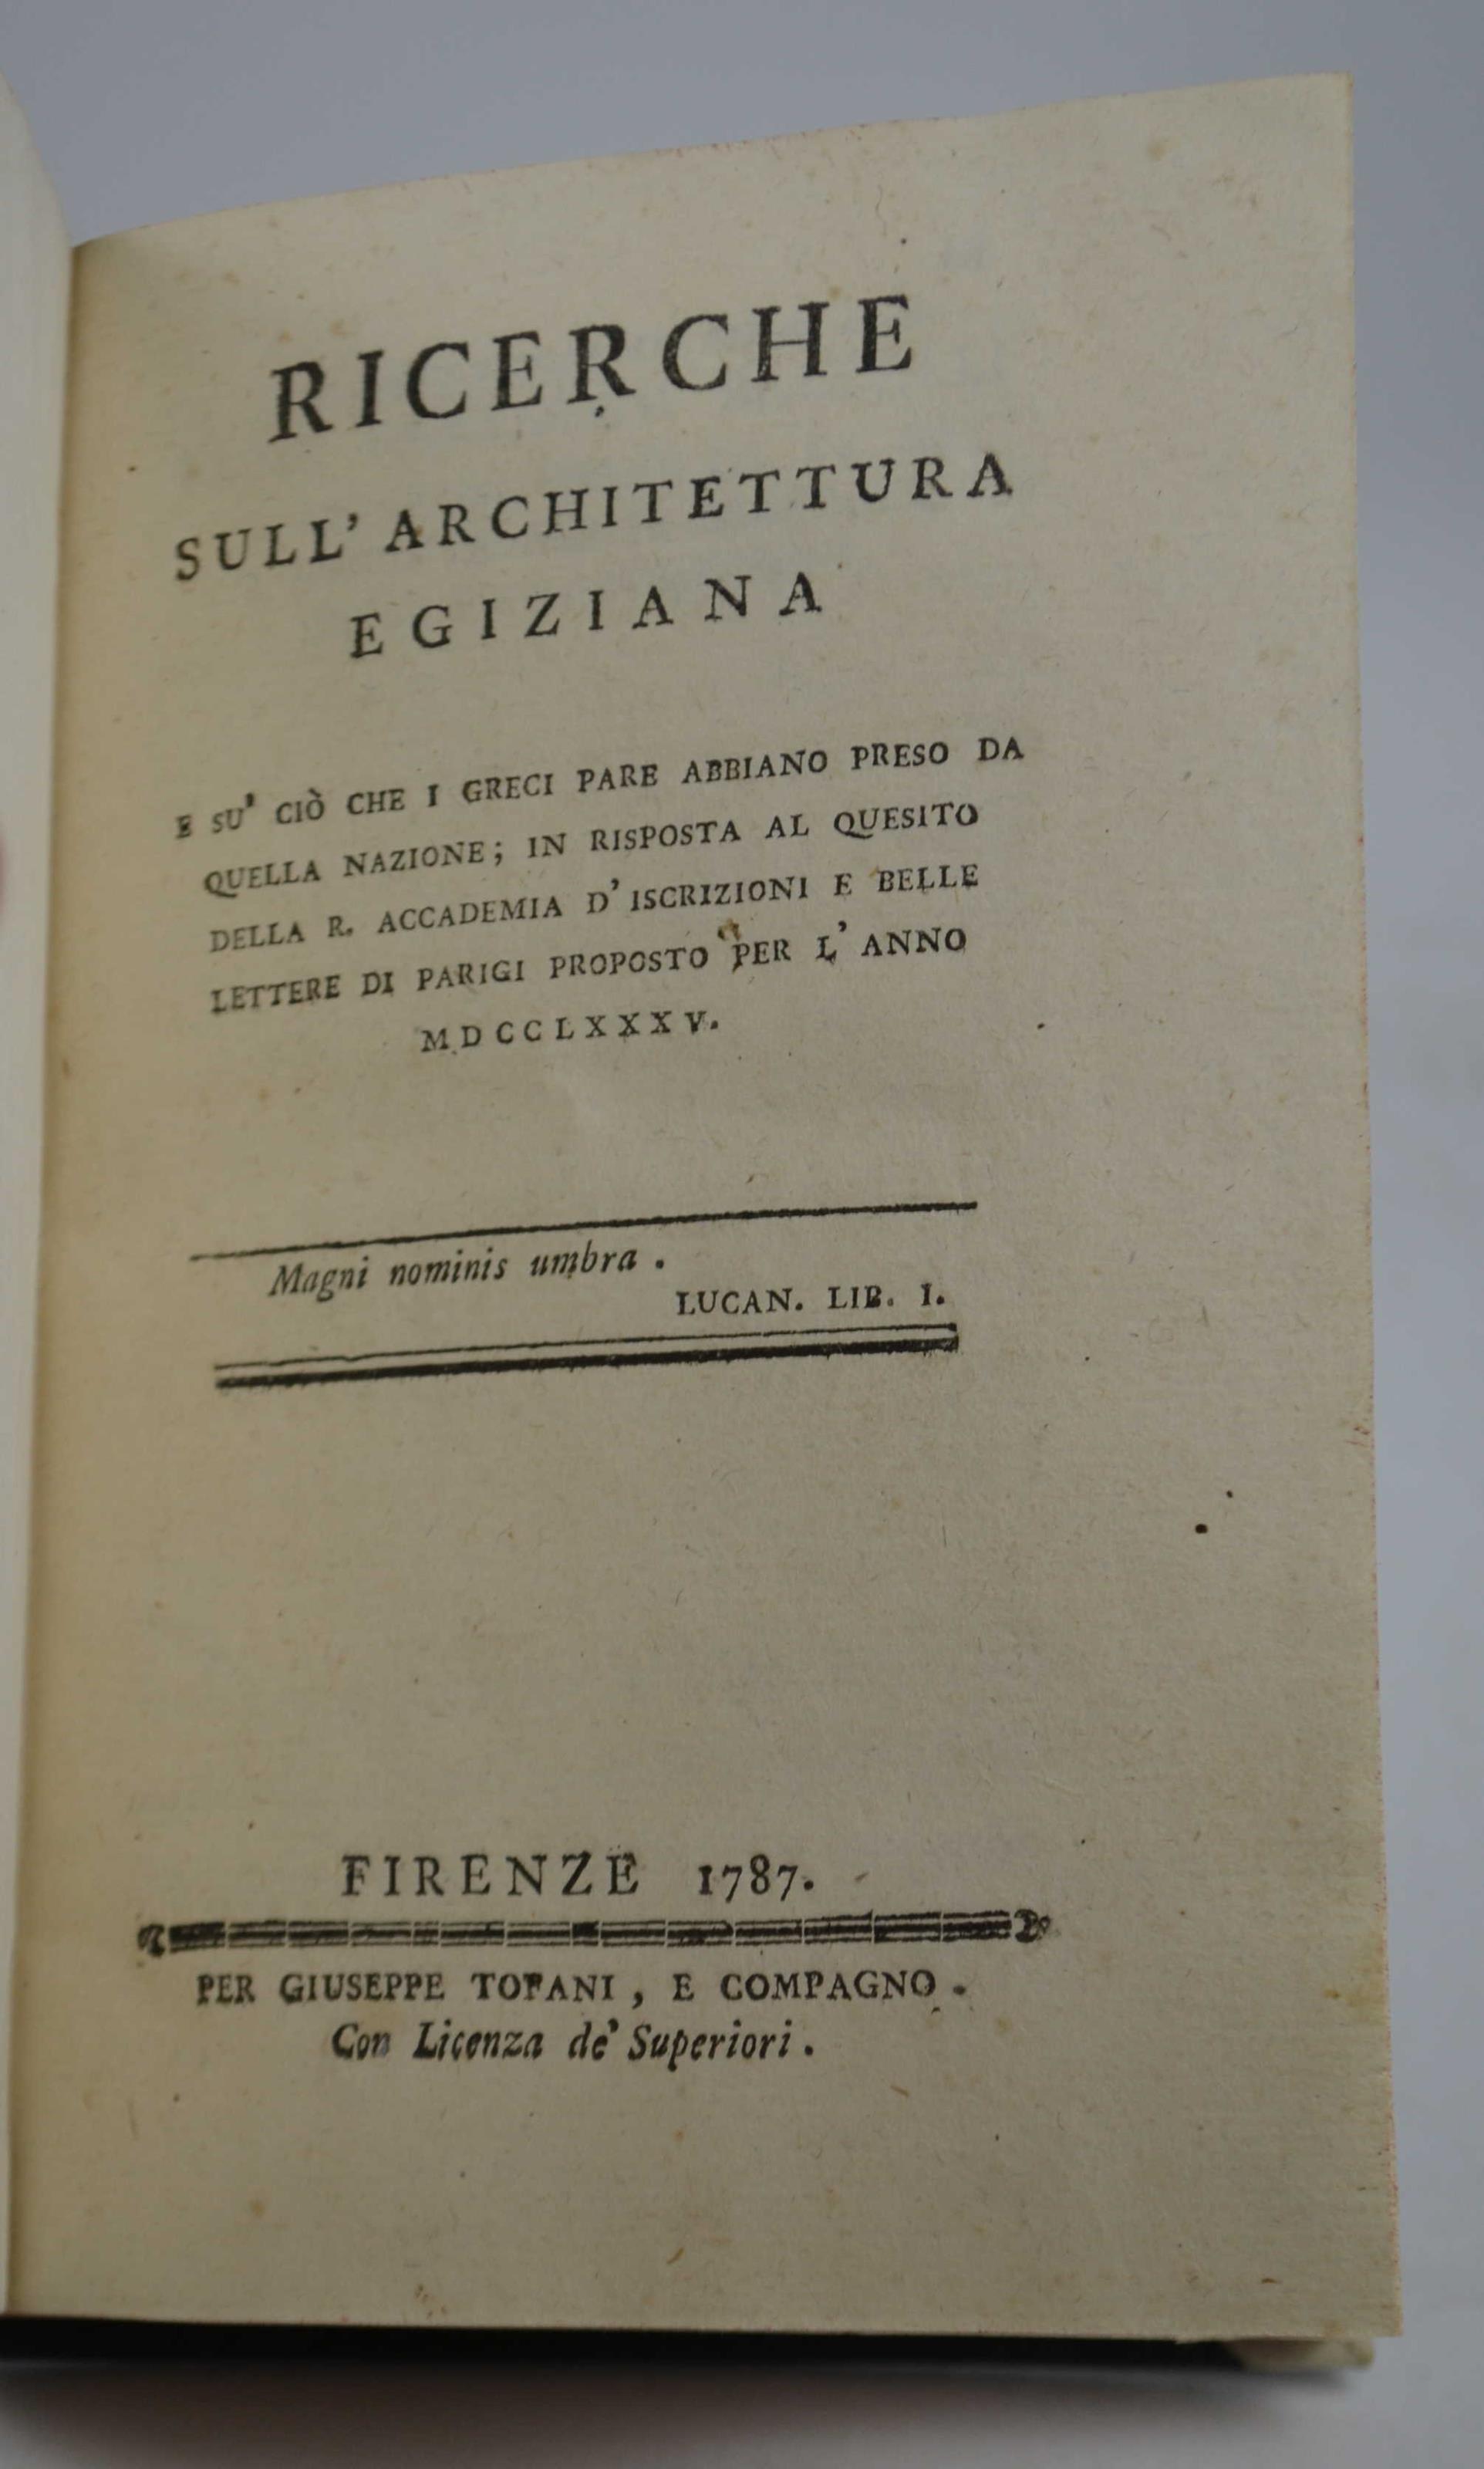 RICERCHE
SULL' ARCHITETTURA
EGIZIANA
E SU' CIÒ CHE I GRECI PARE ABBIANO PRESO DA
QUELLA NAZIONE; IN RISPOSTA AL QUESITO
DELLA R. ACCADEMIA D' ISCRIZIONI E BELLE
LETTERE DI PARIGI PROPOSTO PER L' ANNO
MDCCLXXXV.
Magni nominis umbra .
LUCAN. LIB. I.
FIRENZE 1787.
PER GIUSEPPE TOFANI , E COMPAGNO .
Con Licenza de' Superiori .